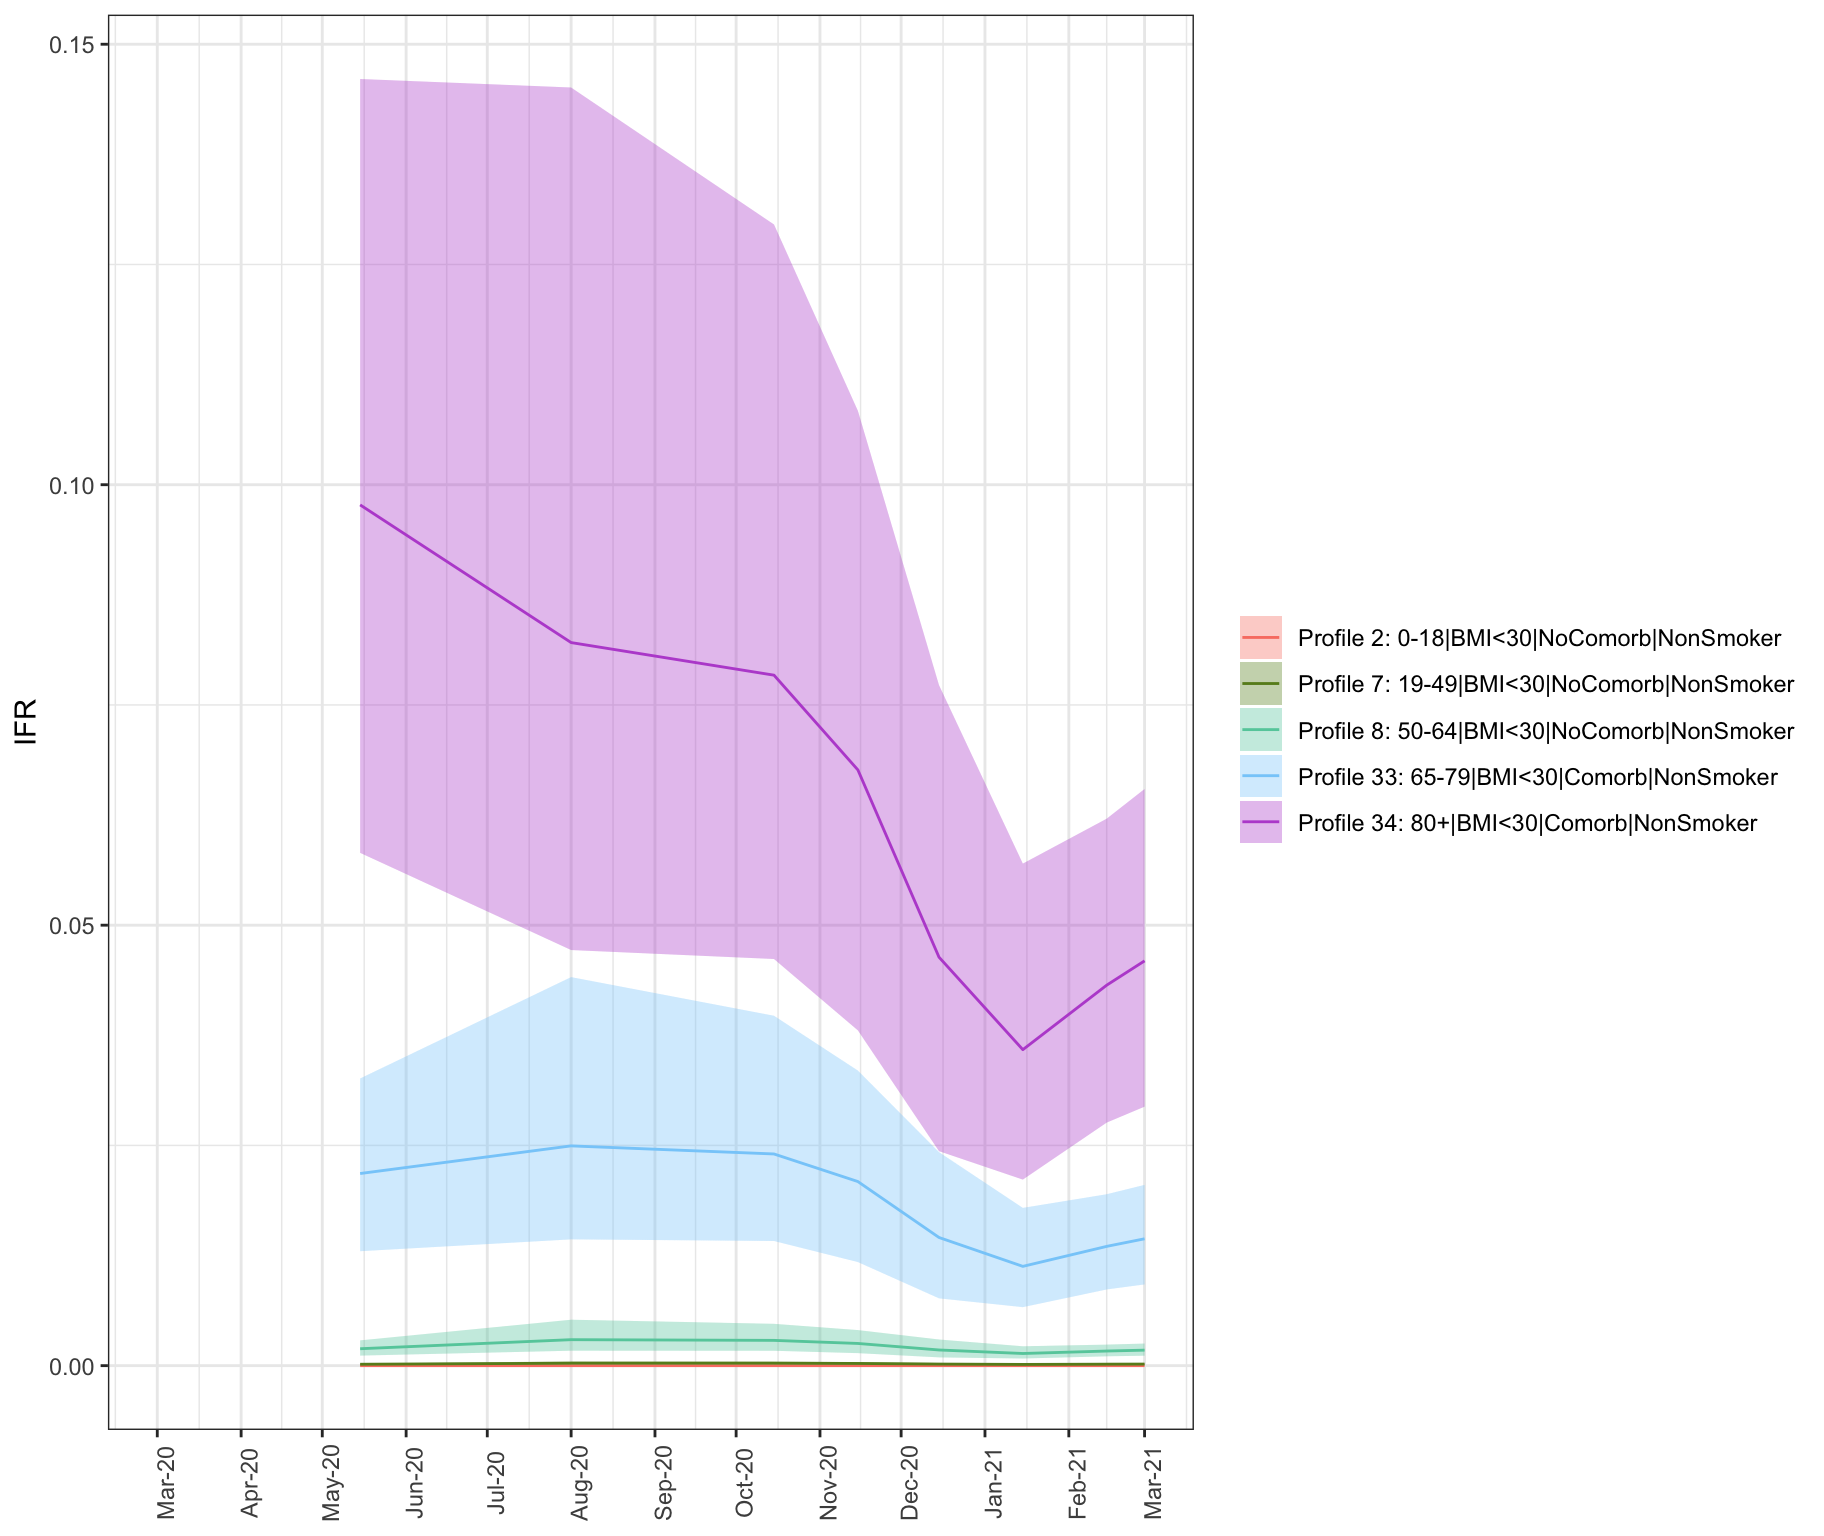 0.15
0.10
0.05
0.00
IFR
Mar-20
Apr-20
May-20
Jun-20
Jul-20
Aug-20
Sep-20
Oct-20
Nov-20
Dec-20
Jan-21
Feb-21
Mar-21
Profile 2: 0-18|BMI<30|NoComorb|NonSmoker
Profile 7: 19-49|BMI<30|NoComorb|NonSmoker
Profile 8: 50-64|BMI<30|NoComorb|NonSmoker
Profile 33: 65-79|BMI<30|Comorb|NonSmoker
Profile 34: 80+|BMI<30|Comorb|NonSmoker